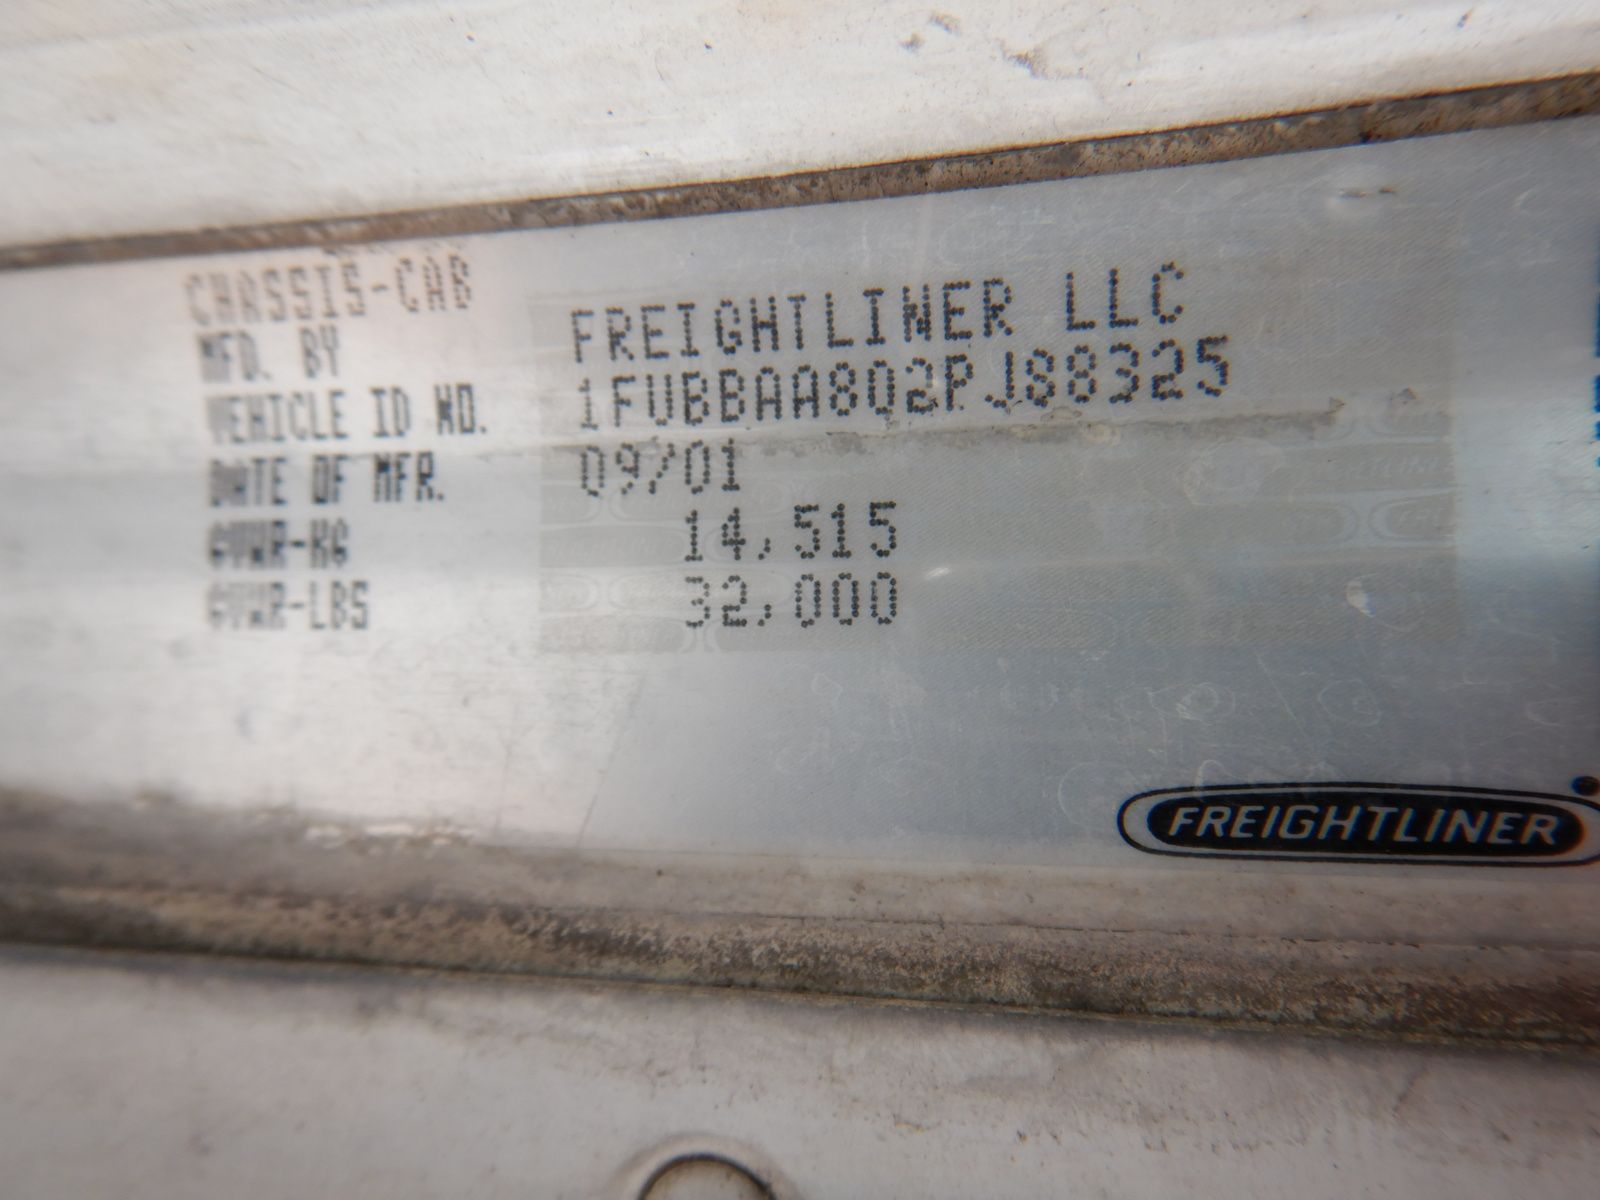 CHASSIS-CAB
MFD. BY FREIGHTLINER LLC
VEHICLE ID NO. 1FVBBAA802PJ88325
DATE OF MFR. 09/01
GVWR-KG 14,515
GVWR-LBS 32,000
FREIGHTLINER